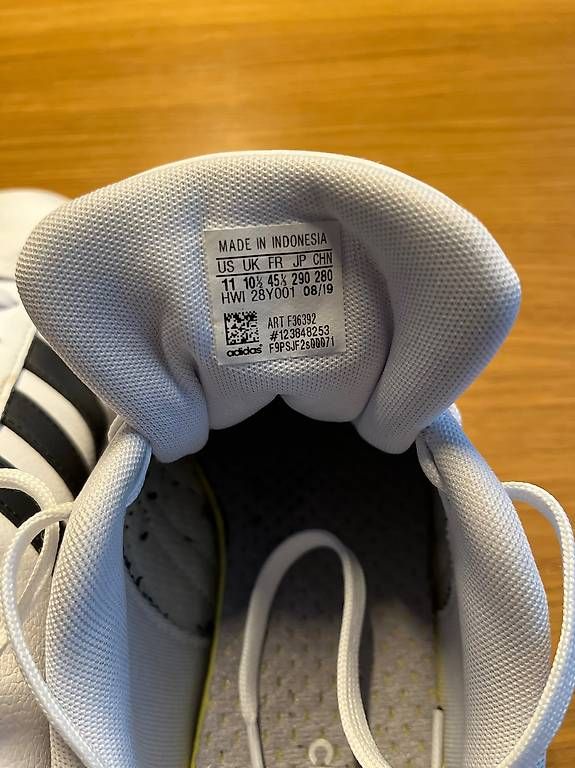 MADE IN INDONESIA
US UK FR JP CHN
11 10½ 45⅓ 290 280
HWI 28Y001 08/19
ART F36392
#123848253
adidas F9PSJF2s00071